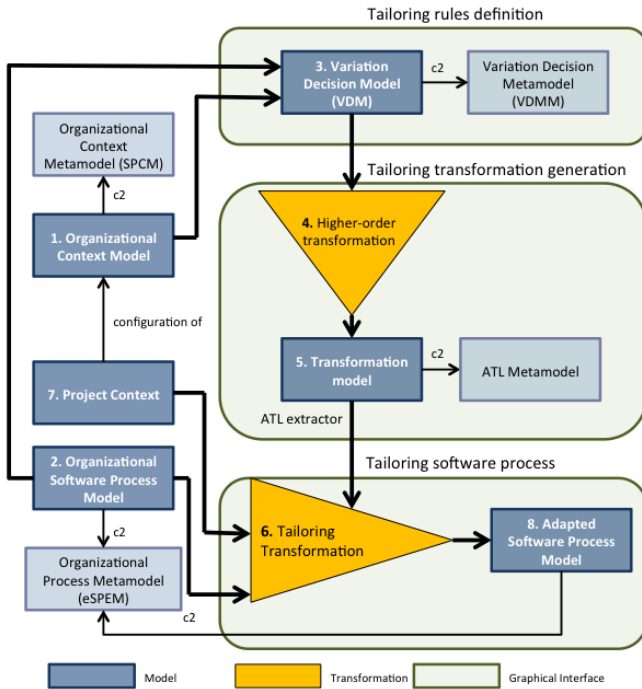 Tailoring rules definition
3. Variation
Decision Model
(VDM)
c2
Variation Decision
Metamodel
(VDMM)
Organizational
Context
Metamodel (SPCM)
c2
1. Organizational
Context Model
configuration of
7. Project Context
2. Organizational
Software Process
Model
c2
Organizational
Process Metamodel
(eSPEM)
Tailoring transformation generation
4. Higher-order
transformation
5. Transformation
model
c2
ATL Metamodel
ATL extractor
Tailoring software process
6. Tailoring
Transformation
8. Adapted
Software Process
Model
c2
Model
Transformation
Graphical Interface